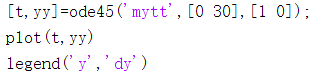 [t,yy]=ode45('mytt',[0 30],[1 0]);
plot(t,yy)
legend('y','dy')